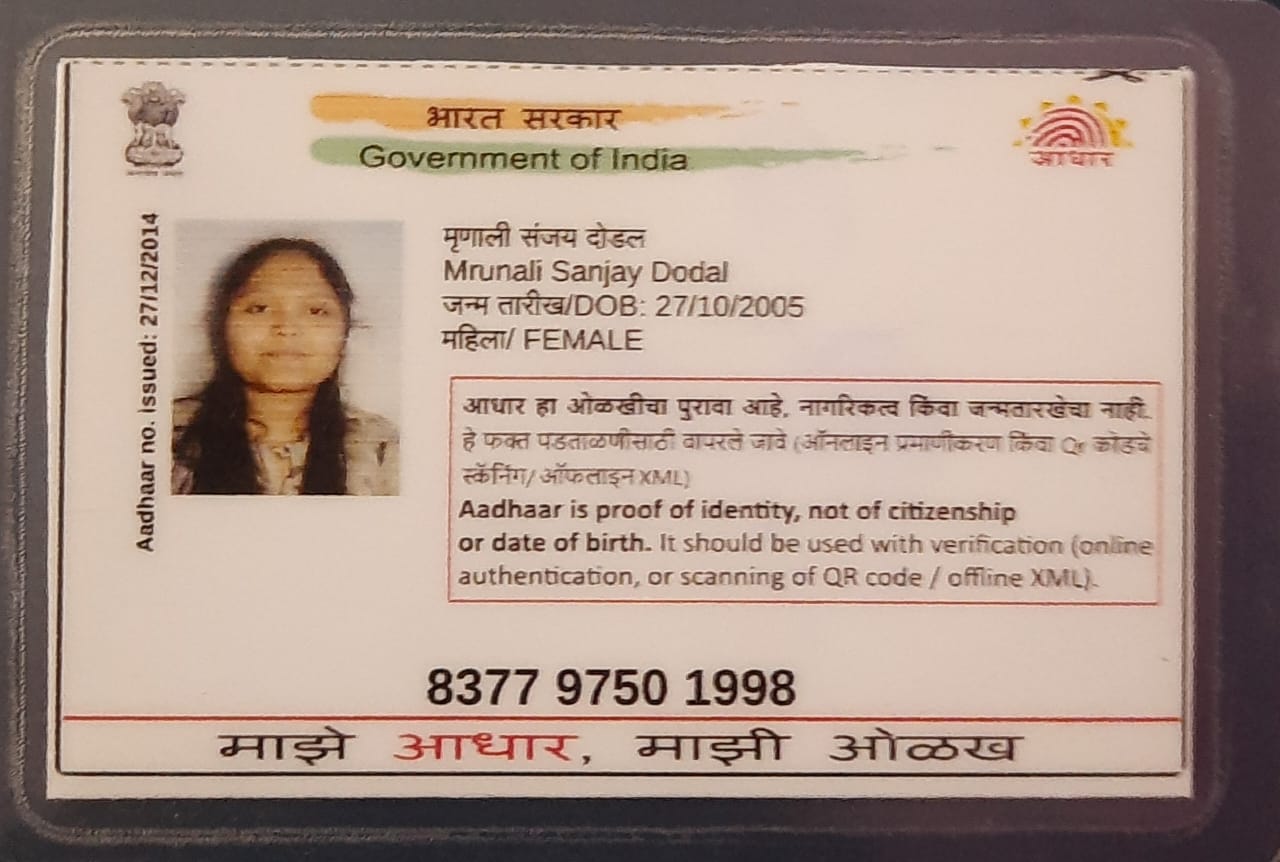 भारत सरकार
Government of India
आधार
Aadhaar no. issued: 27/12/2014
मृणाली संजय दोडल
Mrunali Sanjay Dodal
जन्म तारीख/DOB: 27/10/2005
महिला/ FEMALE
आधार हा ओळखीचा पुरावा आहे, नागरिकत्व किंवा जन्मतारखेचा नाही.
हे फक्त पडताळणीसाठी वापरले जावे (ऑनलाइन प्रमाणीकरण किंवा Qr कोडचे
स्कॅनिंग/ ऑफलाइन XML)
Aadhaar is proof of identity, not of citizenship
or date of birth. It should be used with verification (online
authentication, or scanning of QR code / offline XML).
8377 9750 1998
माझे आधार, माझी ओळख